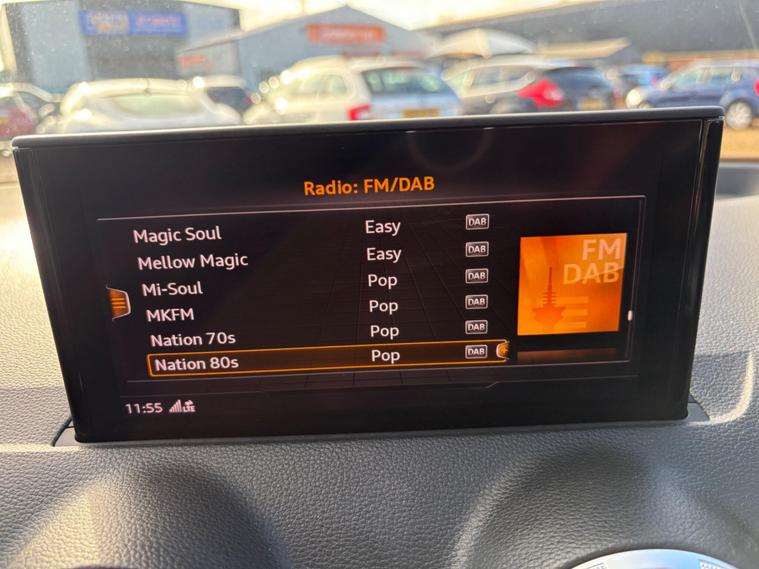 Radio: FM/DAB
Magic Soul Easy DAB
Mellow Magic Easy DAB
Mi-Soul Pop DAB
MKFM Pop DAB
Nation 70s Pop DAB
Nation 80s Pop DAB
FM
DAB
11:55 LTE